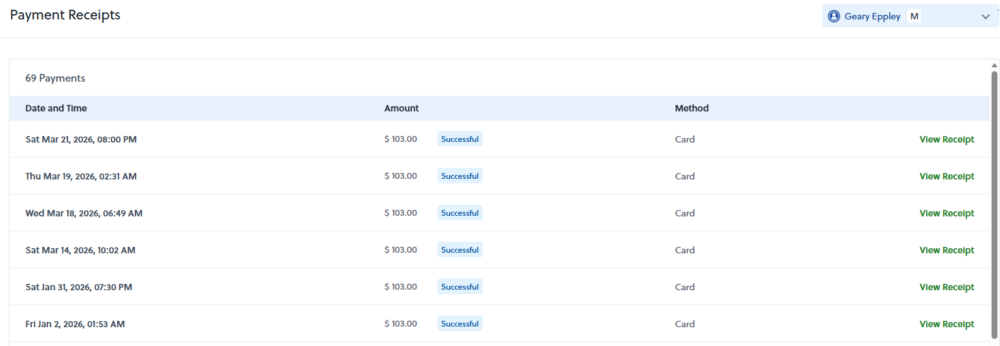 Payment Receipts
Geary Eppley M
69 Payments
Date and Time Amount Method
Sat Mar 21, 2026, 08:00 PM $ 103.00 Successful Card View Receipt
Thu Mar 19, 2026, 02:31 AM $ 103.00 Successful Card View Receipt
Wed Mar 18, 2026, 06:49 AM $ 103.00 Successful Card View Receipt
Sat Mar 14, 2026, 10:02 AM $ 103.00 Successful Card View Receipt
Sat Jan 31, 2026, 07:30 PM $ 103.00 Successful Card View Receipt
Fri Jan 2, 2026, 01:53 AM $ 103.00 Successful Card View Receipt